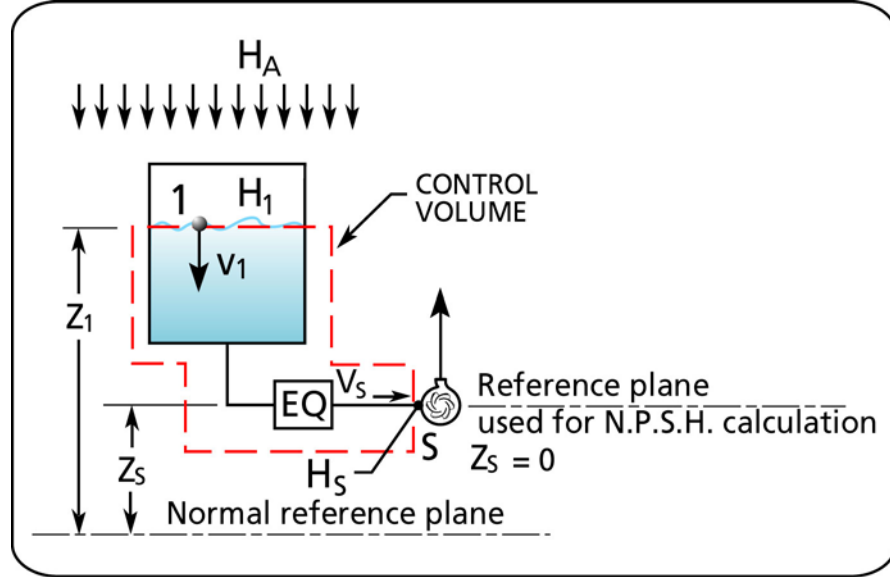 HA
1 H1
CONTROL
VOLUME
v1
Z1
VS
EQ
S
HS
ZS
Reference plane
used for N.P.S.H. calculation
ZS = 0
Normal reference plane